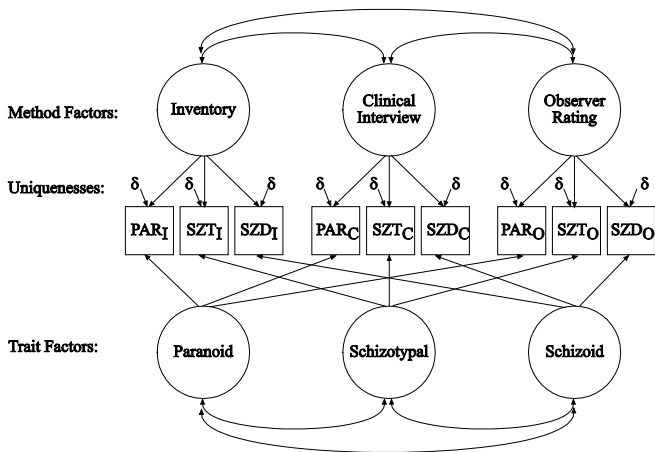 Method Factors:
Inventory
Clinical
Interview
Observer
Rating
Uniquenesses:
δ δ δ δ δ δ δ δ δ
PARI SZTI SZDI PARC SZTC SZDC PARO SZTO SZDO
Trait Factors:
Paranoid
Schizotypal
Schizoid